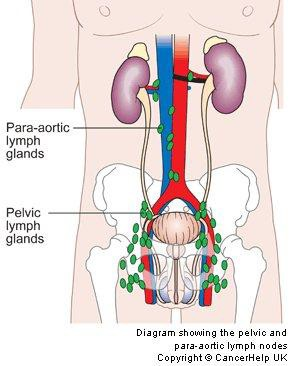 Para-aortic
lymph
glands
Pelvic
lymph
glands
Diagram showing the pelvic and
para-aortic lymph nodes
Copyright © CancerHelp UK